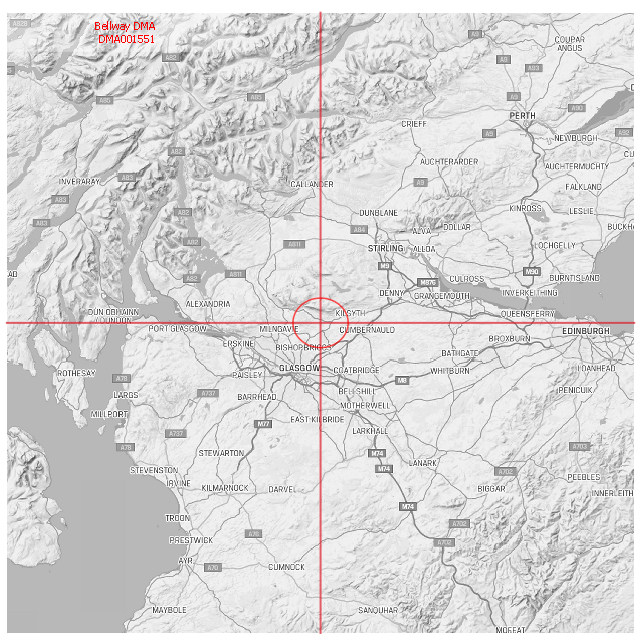 Bellway DMA
DMA001551
A828
A82
A9
COUPAR
ANGUS
A9
A93
A85
A85
A9
A90
PERTH
CRIEFF
A9
A92
NEWBURGH
A82
AUCHTERARDER
AUCHTERMUCHTY
INVERARAY
A83
CALLANDER
A9
FALKLAND
A83
A82
DUNBLANE
KINROSS
LESLIE
A83
A84
ALVA
DOLLAR
A82
A811
STIRLING
ALLOA
LOCHGELLY
M9
M90
A82
A811
M876
CULROSS
BURNTISLAND
DENNY
GRANGEMOUTH
INVERKEITHING
ALEXANDRIA
KILSYTH
QUEENSFERRY
PORT GLASGOW
MILNGAVIE
CUMBERNAULD
EDINBURGH
ERSKINE
BISHOPBRIGGS
BROXBURN
BATHGATE
GLASGOW
COATBRIDGE
WHITBURN
LOANHEAD
ROTHESAY
A78
PAISLEY
M8
LARGS
A737
BARRHEAD
BELLSHILL
PENICUIK
MILLPORT
MOTHERWELL
EAST KILBRIDE
M77
A737
LARKHALL
A78
A703
STEWARTON
M74
LANARK
STEVENSTON
M74
A702
PEEBLES
IRVINE
KILMARNOCK
DARVEL
BIGGAR
INNERLEITH
M74
TROON
A702
A76
PRESTWICK
A702
AYR
A70
CUMNOCK
MAYBOLE
SANQUHAR
MOFFAT